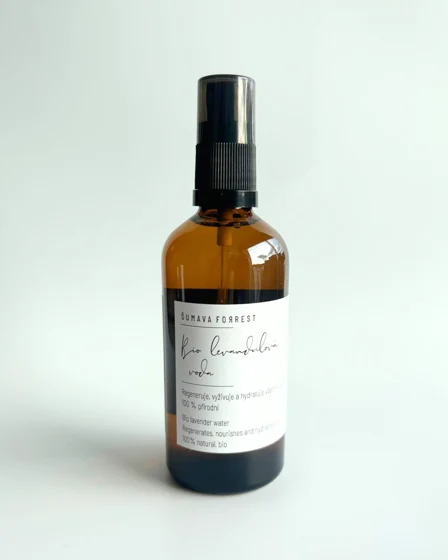 ŠUMAVA FORREST
Bio levandulová
voda
Regeneruje, vyživuje a hydratuje
100 % přírodní
Bio lavender water
Regenerates, nourishes and
100% natural, bio